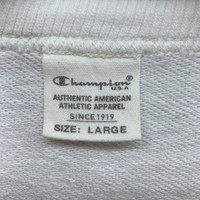 Champion
U.S.A
AUTHENTIC AMERICAN
ATHLETIC APPAREL
SINCE 1919
SIZE: LARGE